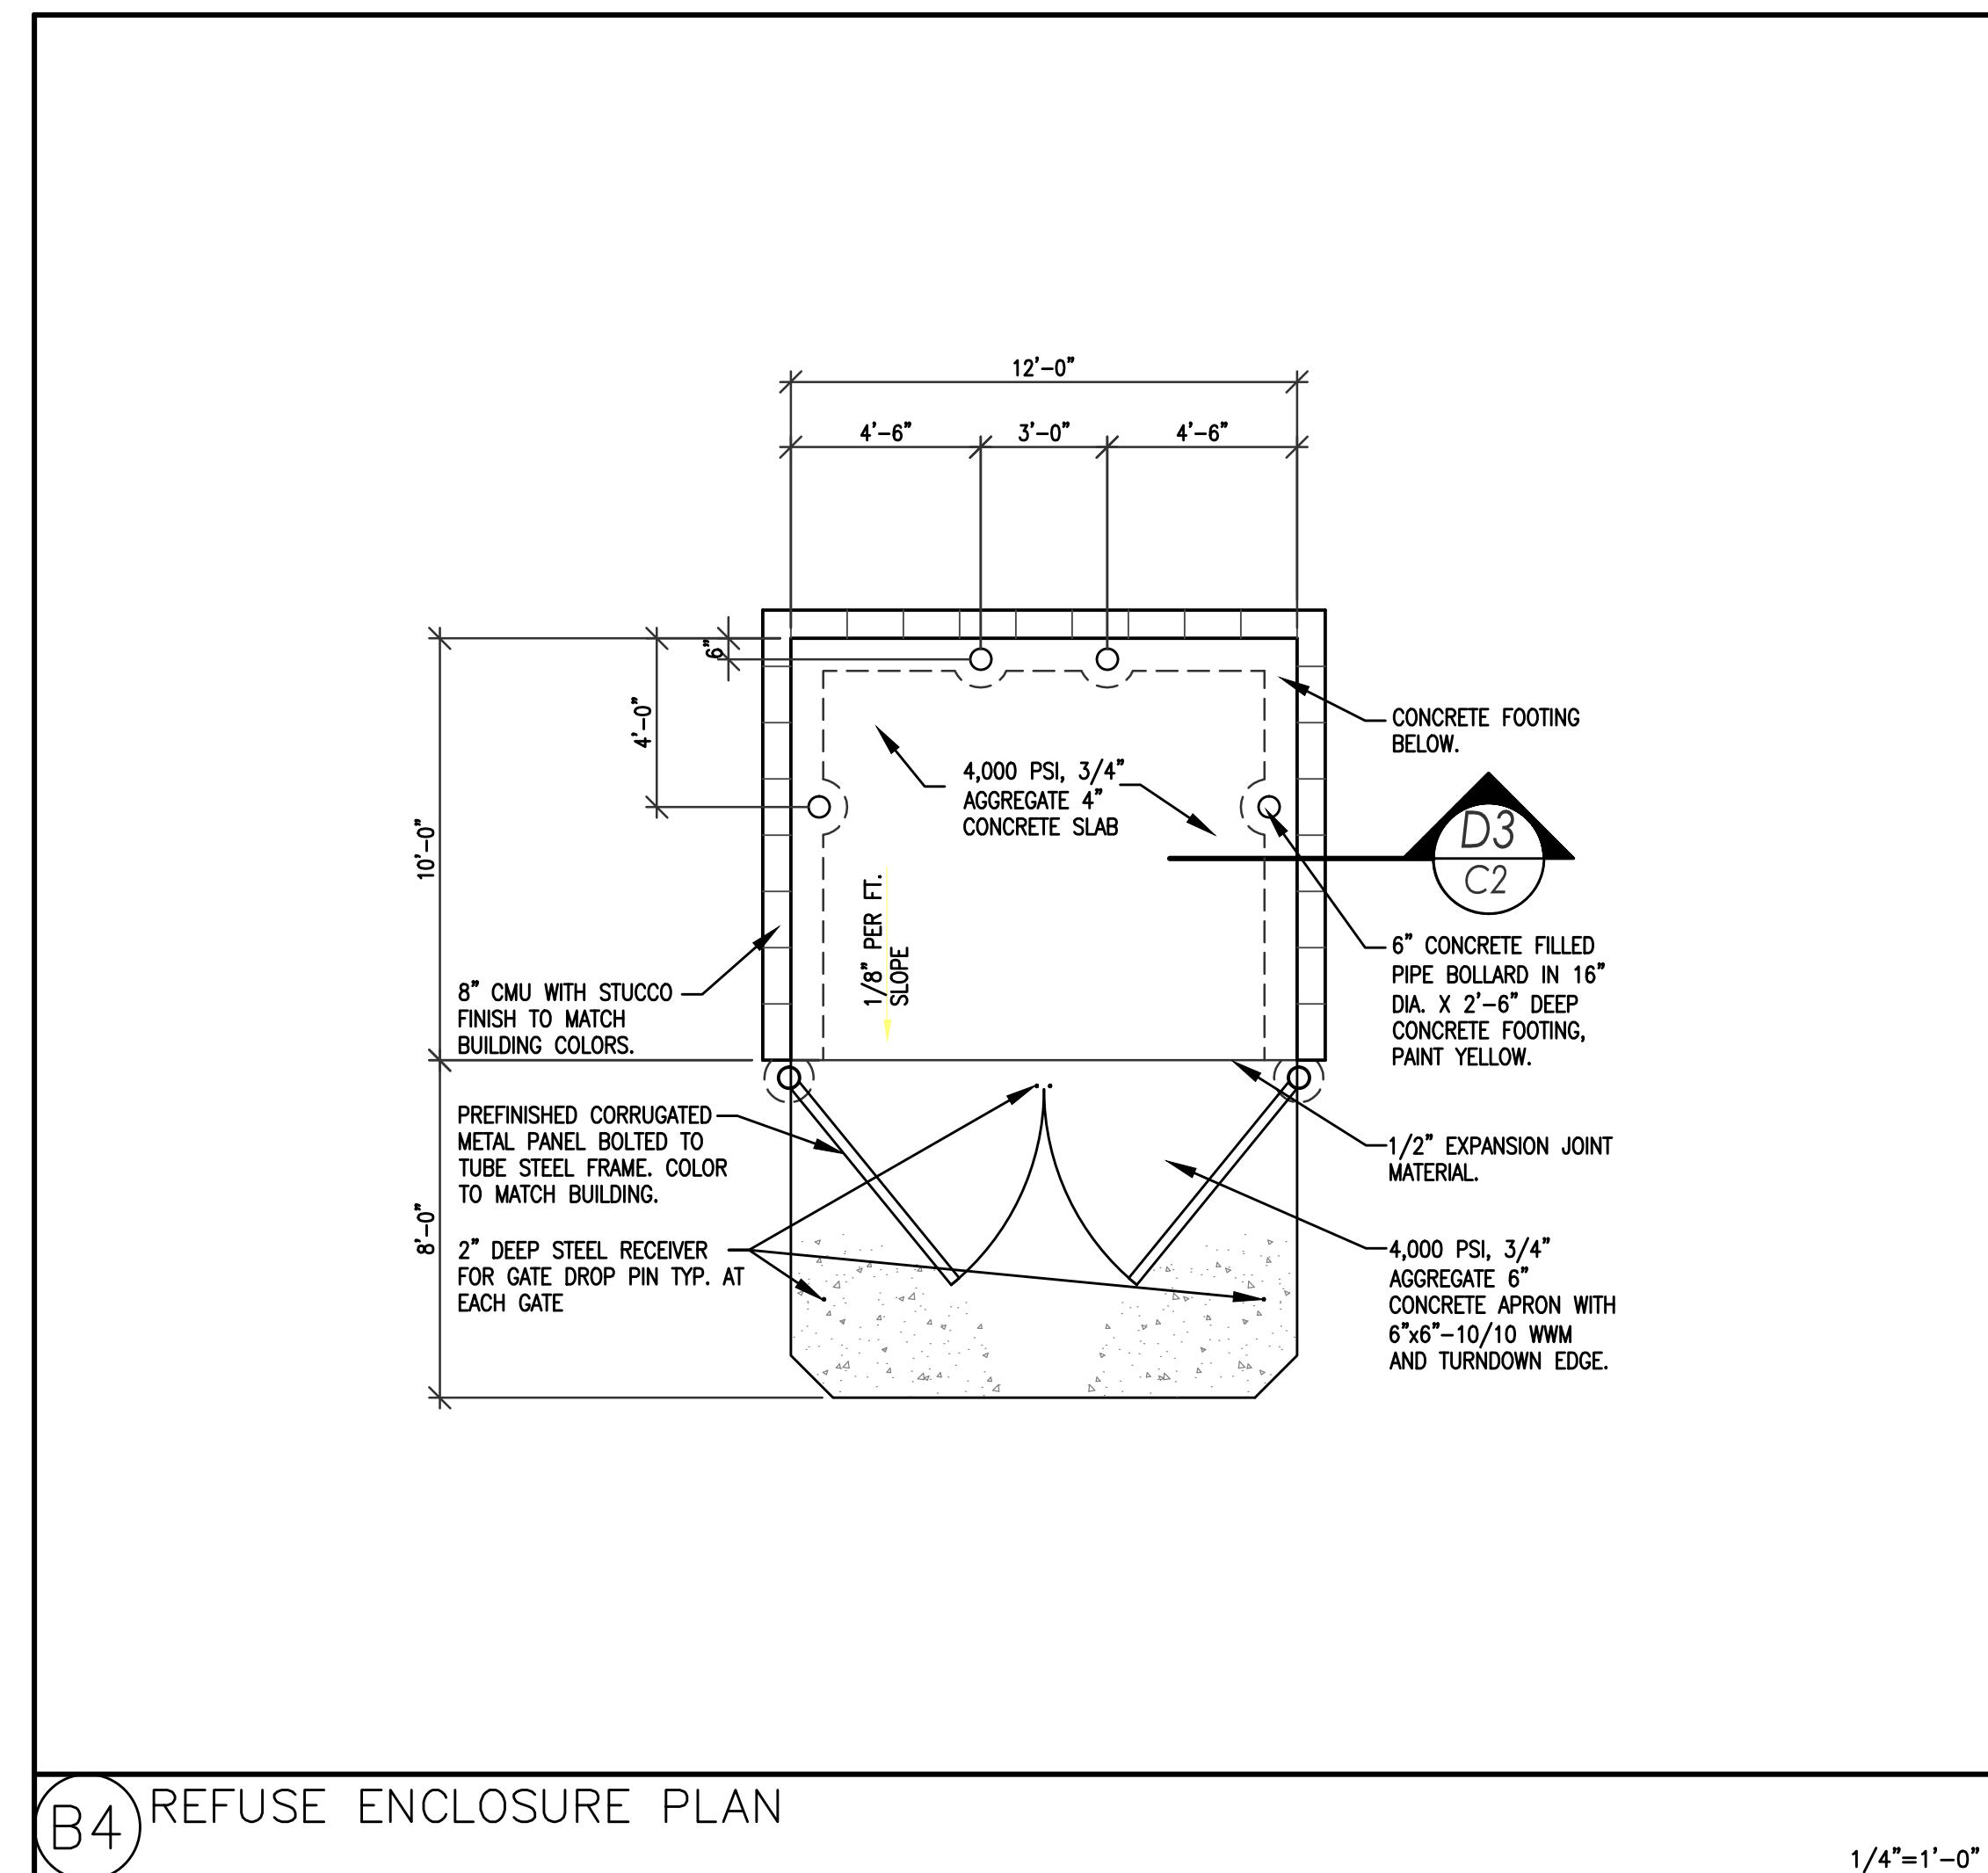 12'-0"
4'-6"
3'-0"
4'-6"
6"
4'-0"
10'-0"
8'-0"
CONCRETE FOOTING
BELOW.
4,000 PSI, 3/4"
AGGREGATE 4"
CONCRETE SLAB
D3
C2
1/8" PER FT.
SLOPE
6" CONCRETE FILLED
PIPE BOLLARD IN 16"
DIA. X 2'-6" DEEP
CONCRETE FOOTING,
PAINT YELLOW.
8" CMU WITH STUCCO
FINISH TO MATCH
BUILDING COLORS.
PREFINISHED CORRUGATED
METAL PANEL BOLTED TO
TUBE STEEL FRAME. COLOR
TO MATCH BUILDING.
1/2" EXPANSION JOINT
MATERIAL.
2" DEEP STEEL RECEIVER
FOR GATE DROP PIN TYP. AT
EACH GATE
4,000 PSI, 3/4"
AGGREGATE 6"
CONCRETE APRON WITH
6"x6"-10/10 WWM
AND TURNDOWN EDGE.
B4
REFUSE ENCLOSURE PLAN
1/4"=1'-0"